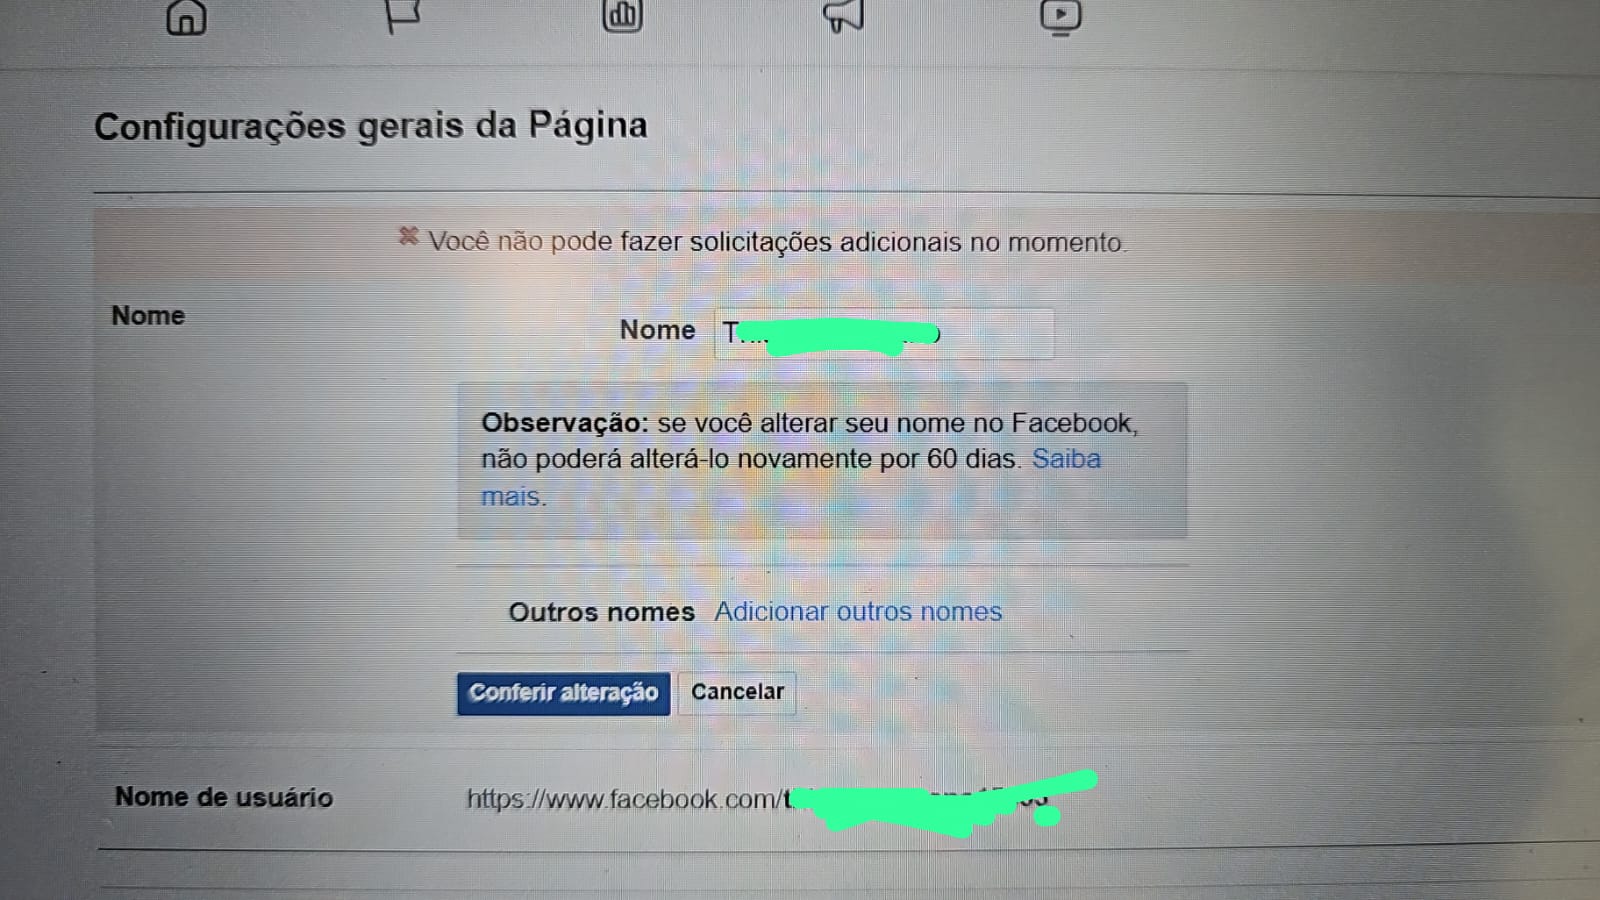 Configurações gerais da Página
Você não pode fazer solicitações adicionais no momento.
Nome
Nome
Observação: se você alterar seu nome no Facebook,
não poderá alterá-lo novamente por 60 dias. Saiba
mais.
Outros nomes Adicionar outros nomes
Conferir alteração Cancelar
Nome de usuário https://www.facebook.com/